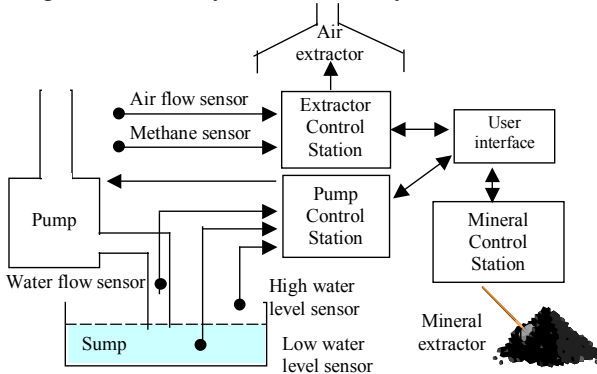 Air
extractor
Air flow sensor
Methane sensor
Extractor
Control
Station
User
interface
Pump
Pump
Control
Station
Mineral
Control
Station
Water flow sensor
High water
level sensor
Mineral
extractor
Sump
Low water
level sensor